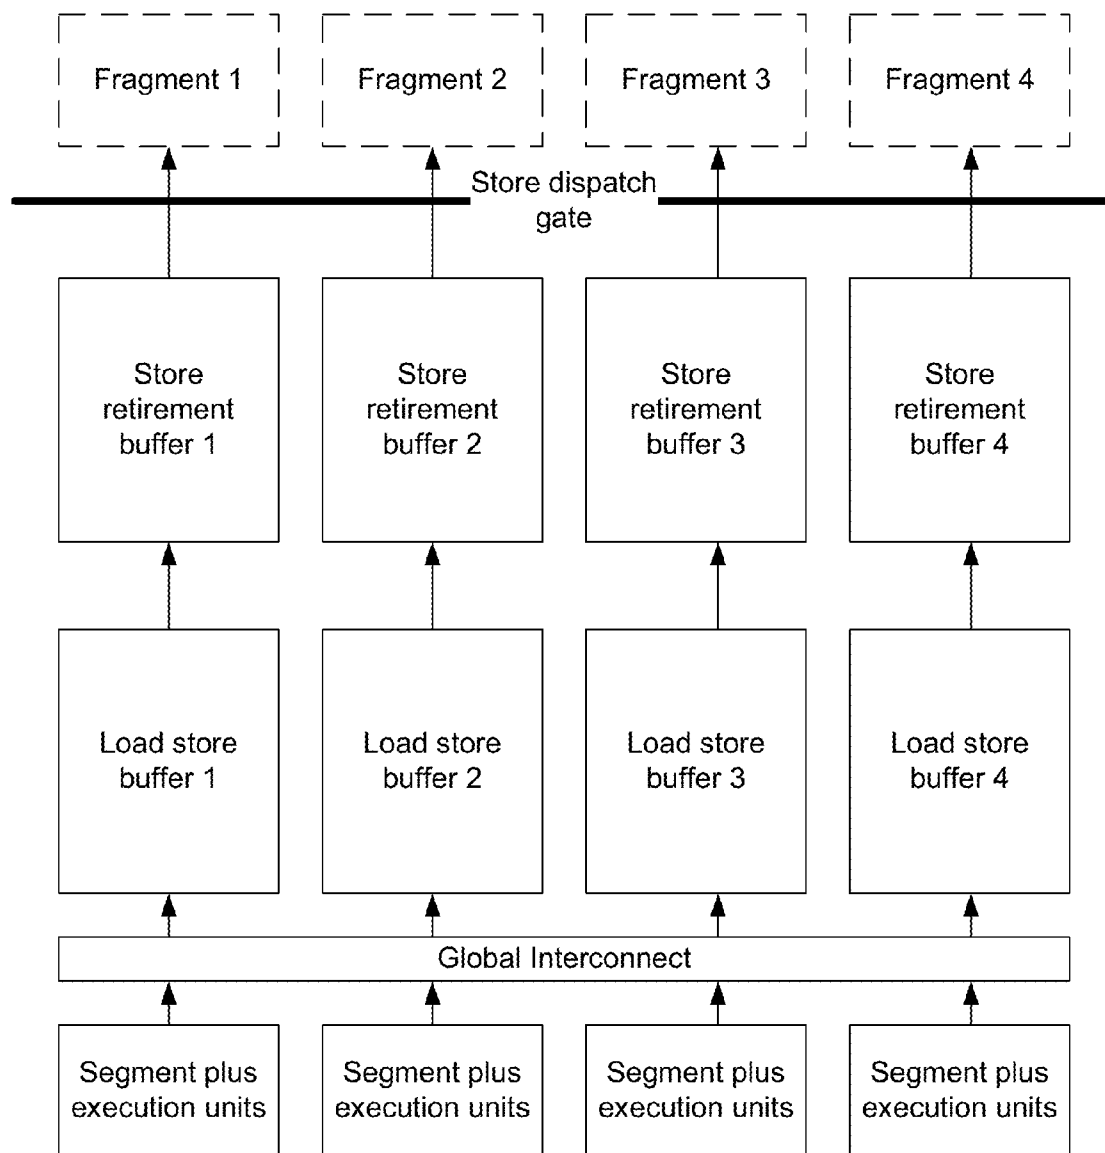 Fragment 1
Fragment 2
Fragment 3
Fragment 4
Store dispatch
gate
Store
retirement
buffer 1
Store
retirement
buffer 2
Store
retirement
buffer 3
Store
retirement
buffer 4
Load store
buffer 1
Load store
buffer 2
Load store
buffer 3
Load store
buffer 4
Global Interconnect
Segment plus
execution units
Segment plus
execution units
Segment plus
execution units
Segment plus
execution units